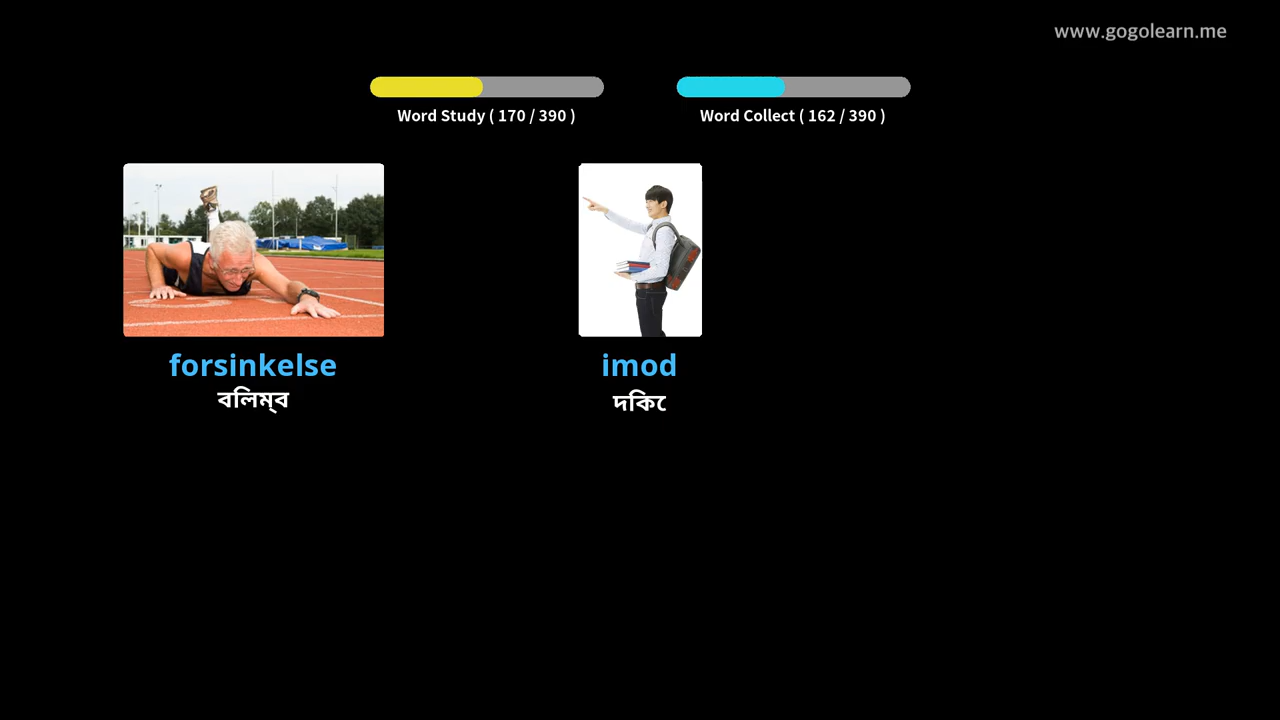 www.gogolearn.me
Word Study ( 170 / 390 )
Word Collect ( 162 / 390 )
forsinkelse
বিলম্ব
imod
দিকে